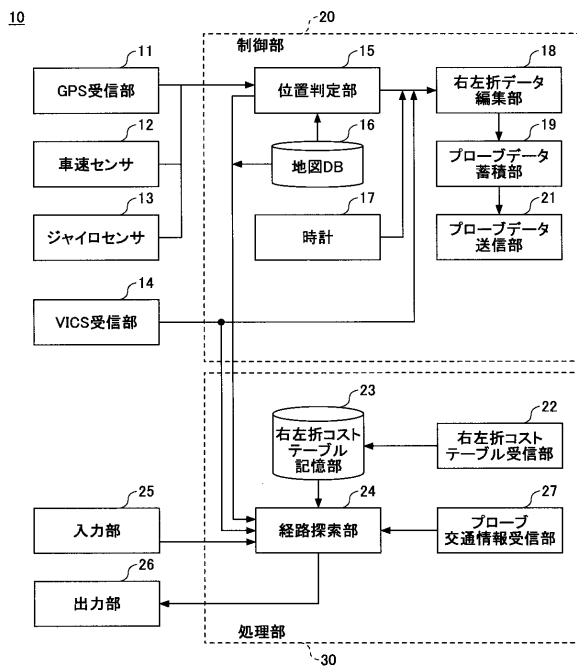 10
20
制御部
11
GPS受信部
15
位置判定部
18
右左折データ
編集部
12
車速センサ
16
地図DB
19
プローブデータ
蓄積部
13
ジャイロセンサ
17
時計
21
プローブデータ
送信部
14
VICS受信部
23
右左折コスト
テーブル
記憶部
22
右左折コスト
テーブル受信部
25
入力部
24
経路探索部
27
プローブ
交通情報受信部
26
出力部
処理部
30